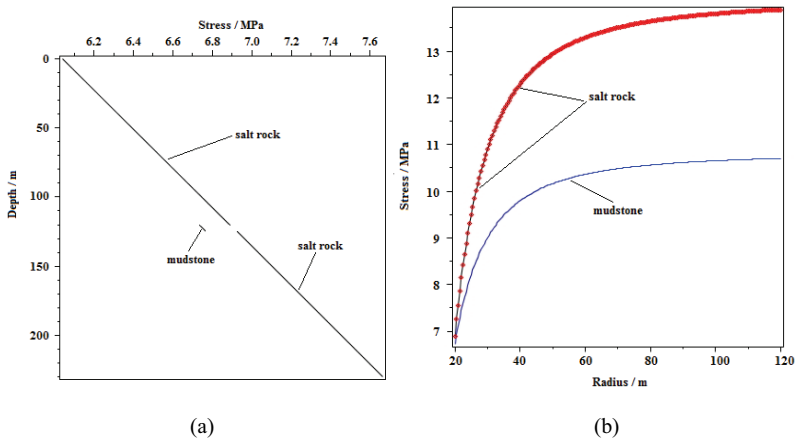 Stress / MPa
6.2 6.4 6.6 6.8 7.0 7.2 7.4 7.6
Depth / m
0
50
100
150
200
salt rock
mudstone
salt rock
(a)
Stress / MPa
13
12
11
10
9
8
7
salt rock
mudstone
20 40 60 80 100 120
Radius / m
(b)